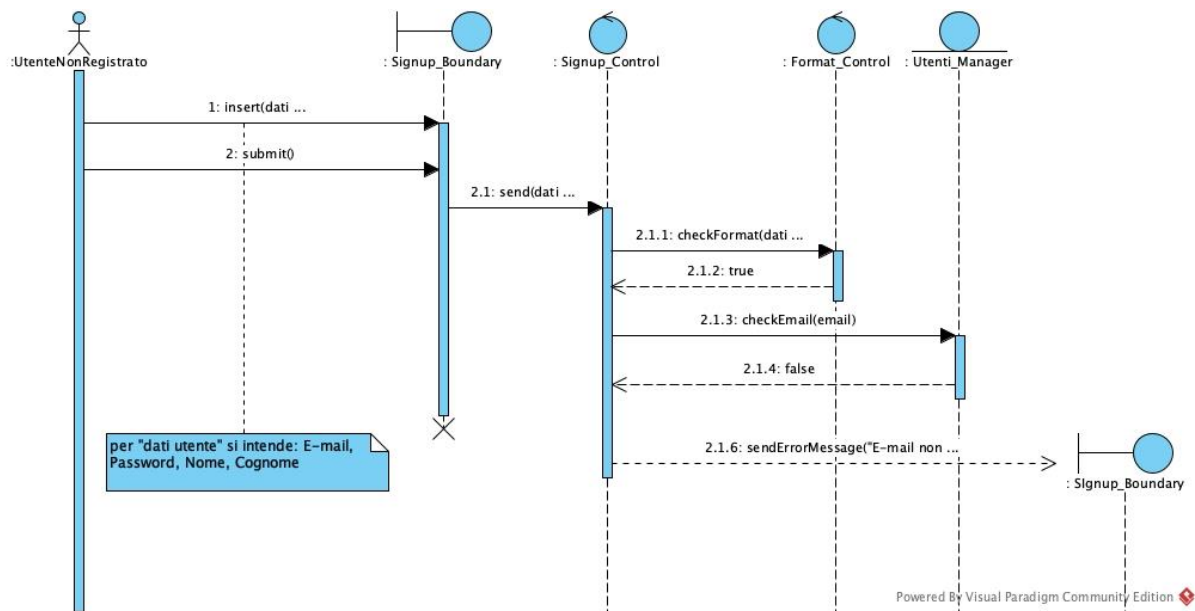 :UtenteNonRegistrato
: Signup_Boundary
: Signup_Control
: Format_Control
: Utenti_Manager
1: insert(dati ...
2: submit()
2.1: send(dati ...
2.1.1: checkFormat(dati ...
2.1.2: true
2.1.3: checkEmail(email)
2.1.4: false
per "dati utente" si intende: E-mail,
Password, Nome, Cognome
2.1.6: sendErrorMessage("E-mail non ...
: SIgnup_Boundary
Powered By Visual Paradigm Community Edition